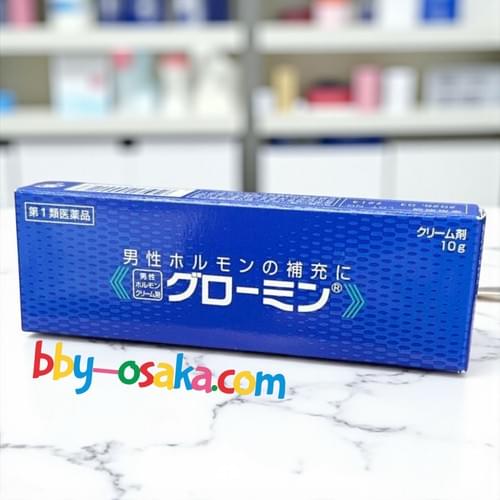 第1類医薬品
クリーム剤
10g
男性ホルモンの補充に
男性
ホルモン
クリーム剤
グローミン®
bby-osaka.com